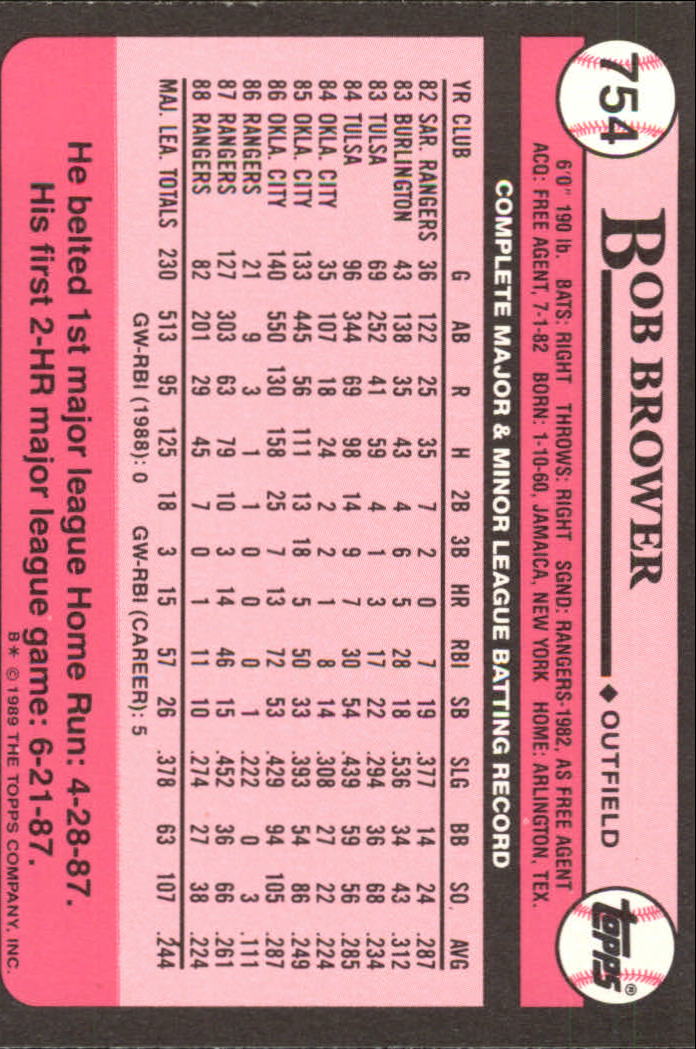 754
BOB BROWER ♦ OUTFIELD
topps®
6'0" 190 lb. BATS: RIGHT THROWS: RIGHT SGND: RANGERS-1982, AS FREE AGENT
ACQ: FREE AGENT, 7-1-82 BORN: 1-10-60, JAMAICA, NEW YORK HOME: ARLINGTON, TEX.
COMPLETE MAJOR & MINOR LEAGUE BATTING RECORD
YR CLUB G AB R H 2B 3B HR RBI SB SLG BB SO. AVG
82 SAR. RANGERS 36 122 25 35 7 2 0 7 19 .377 14 24 .287
83 BURLINGTON 43 138 35 43 4 6 5 28 18 .536 34 43 .312
83 TULSA 69 252 41 59 4 1 3 17 22 .294 36 68 .234
84 TULSA 96 344 69 98 14 9 7 30 54 .439 59 56 .285
84 OKLA. CITY 35 107 18 24 2 2 1 8 14 .308 27 22 .224
85 OKLA. CITY 133 445 56 111 13 18 5 50 33 .393 54 86 .249
86 OKLA. CITY 140 550 130 158 25 7 13 72 53 .429 94 105 .287
86 RANGERS 21 9 3 1 1 0 0 0 1 .222 0 3 .111
87 RANGERS 127 303 63 79 10 3 14 46 15 .452 36 66 .261
88 RANGERS 82 201 29 45 7 0 1 11 10 .274 27 38 .224
MAJ. LEA. TOTALS 230 513 95 125 18 3 15 57 26 .378 63 107 .244
GW-RBI (1988): 0 GW-RBI (CAREER): 5
He belted 1st major league Home Run: 4-28-87.
His first 2-HR major league game: 6-21-87.
B* ©1989 THE TOPPS COMPANY, INC.